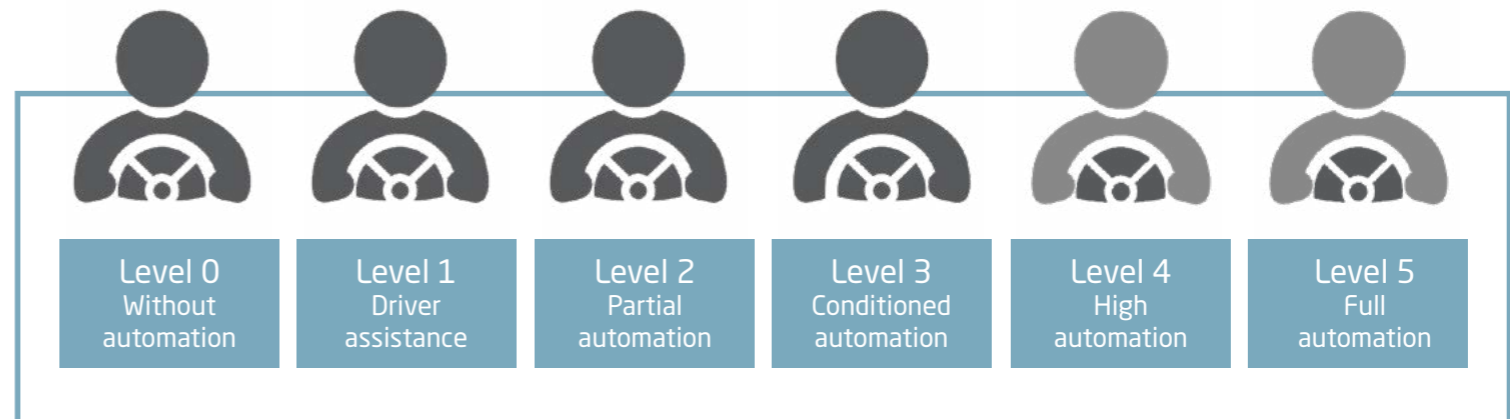 Level 0
Without
automation
Level 1
Driver
assistance
Level 2
Partial
automation
Level 3
Conditioned
automation
Level 4
High
automation
Level 5
Full
automation